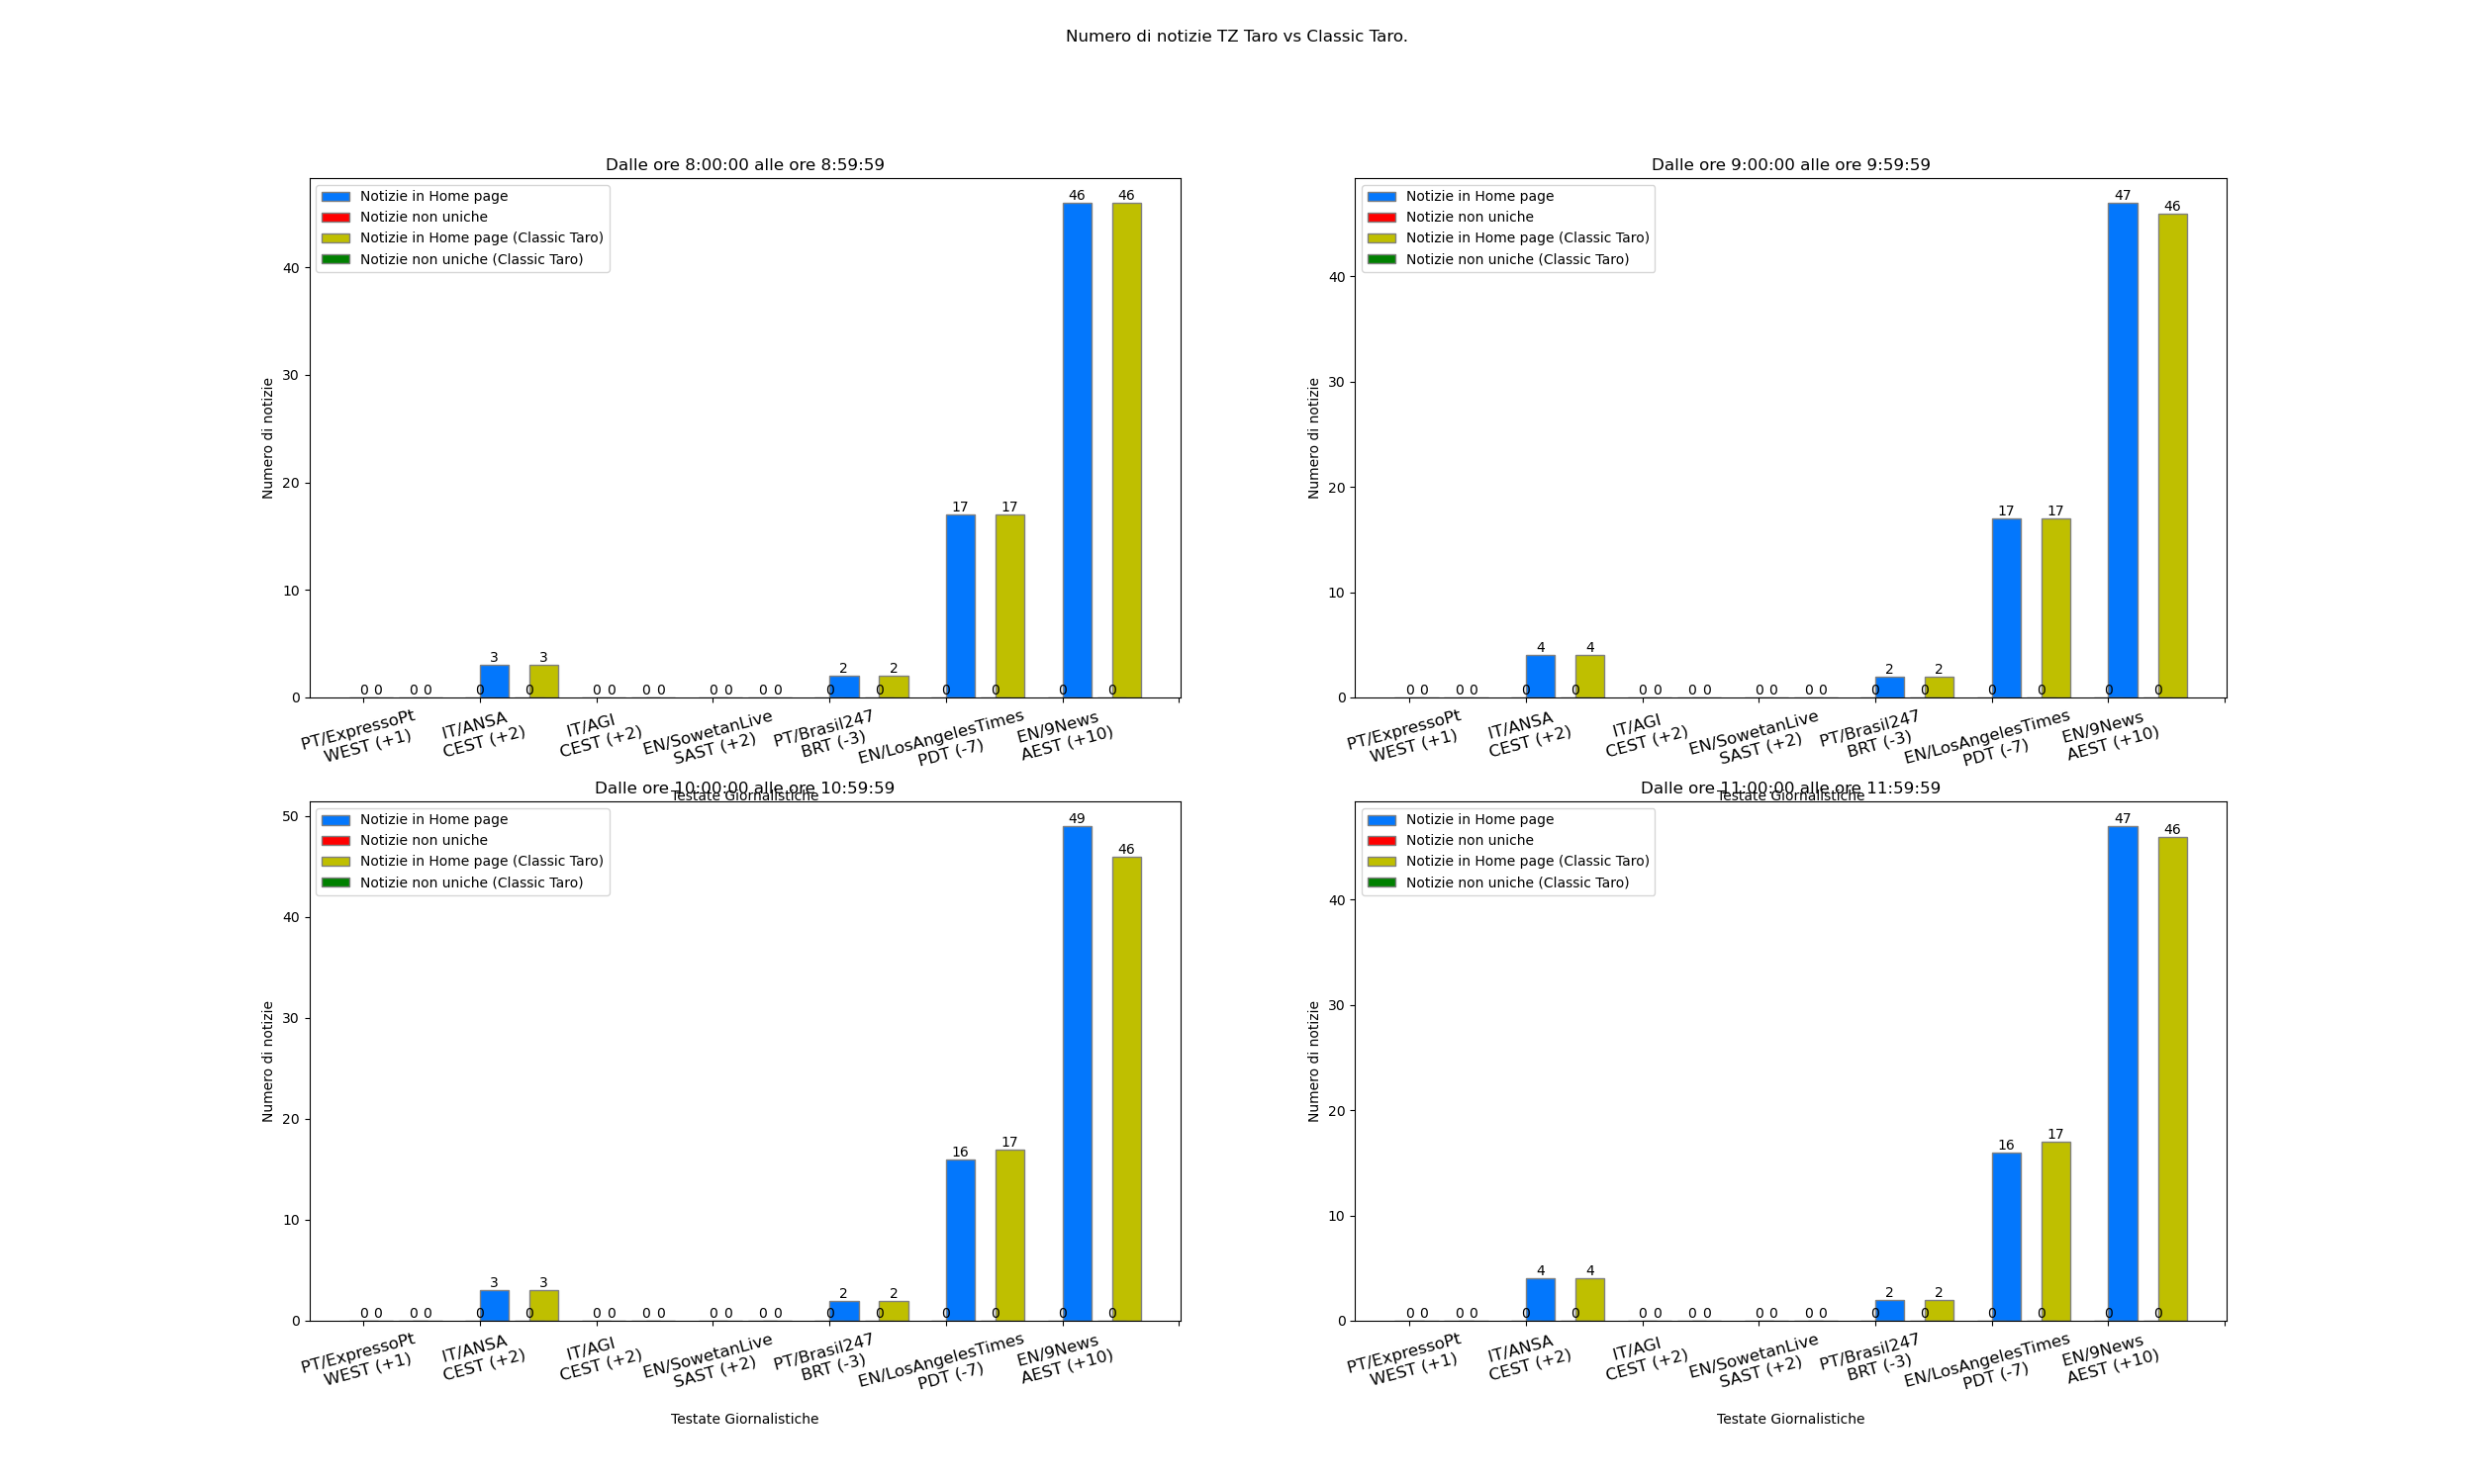 Numero di notizie TZ Taro vs Classic Taro.
Dalle ore 8:00:00 alle ore 8:59:59
Notizie in Home page
Notizie non uniche
Notizie in Home page (Classic Taro)
Notizie non uniche (Classic Taro)
Numero di notizie
40
30
20
10
0
0 0 0 0 0 3 0 3 0 0 0 0 0 0 0 0 0 2 0 2 0 17 0 17 0 46 0 46
PT/ExpressoPt
WEST (+1)
IT/ANSA
CEST (+2)
IT/AGI
CEST (+2)
EN/SowetanLive
SAST (+2)
PT/Brasil247
BRT (-3)
EN/LosAngelesTimes
PDT (-7)
EN/9News
AEST (+10)
Testate Giornalistiche
Dalle ore 9:00:00 alle ore 9:59:59
Notizie in Home page
Notizie non uniche
Notizie in Home page (Classic Taro)
Notizie non uniche (Classic Taro)
Numero di notizie
40
30
20
10
0
0 0 0 0 0 4 0 4 0 0 0 0 0 0 0 0 0 2 0 2 0 17 0 17 0 47 0 46
PT/ExpressoPt
WEST (+1)
IT/ANSA
CEST (+2)
IT/AGI
CEST (+2)
EN/SowetanLive
SAST (+2)
PT/Brasil247
BRT (-3)
EN/LosAngelesTimes
PDT (-7)
EN/9News
AEST (+10)
Testate Giornalistiche
Dalle ore 10:00:00 alle ore 10:59:59
Notizie in Home page
Notizie non uniche
Notizie in Home page (Classic Taro)
Notizie non uniche (Classic Taro)
Numero di notizie
50
40
30
20
10
0
0 0 0 0 0 3 0 3 0 0 0 0 0 0 0 0 0 2 0 2 0 16 0 17 0 49 0 46
PT/ExpressoPt
WEST (+1)
IT/ANSA
CEST (+2)
IT/AGI
CEST (+2)
EN/SowetanLive
SAST (+2)
PT/Brasil247
BRT (-3)
EN/LosAngelesTimes
PDT (-7)
EN/9News
AEST (+10)
Testate Giornalistiche
Dalle ore 11:00:00 alle ore 11:59:59
Notizie in Home page
Notizie non uniche
Notizie in Home page (Classic Taro)
Notizie non uniche (Classic Taro)
Numero di notizie
40
30
20
10
0
0 0 0 0 0 4 0 4 0 0 0 0 0 0 0 0 0 2 0 2 0 16 0 17 0 47 0 46
PT/ExpressoPt
WEST (+1)
IT/ANSA
CEST (+2)
IT/AGI
CEST (+2)
EN/SowetanLive
SAST (+2)
PT/Brasil247
BRT (-3)
EN/LosAngelesTimes
PDT (-7)
EN/9News
AEST (+10)
Testate Giornalistiche